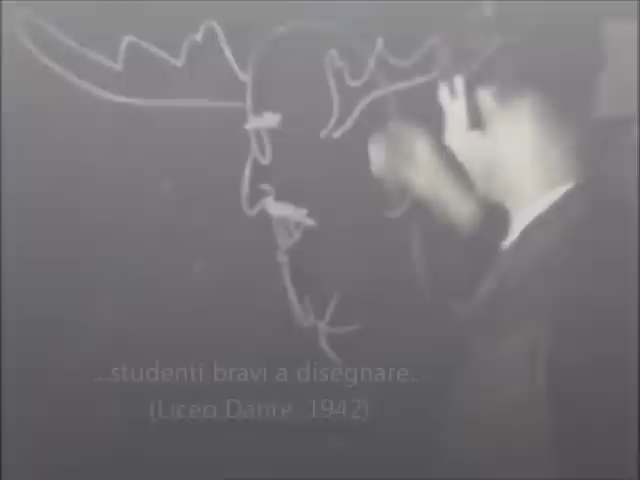 ...studenti bravi a disegnare...
(Liceo Dante, 1942)